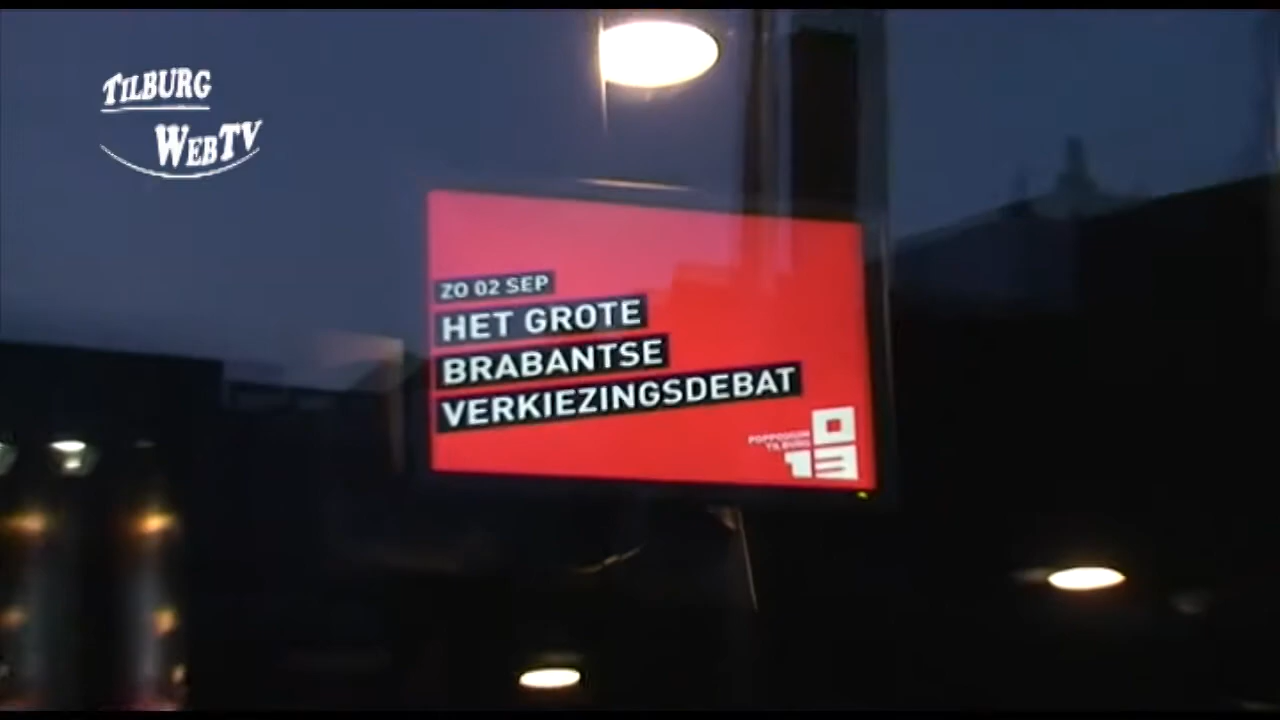 TILBURG
WEBTV
ZO 02 SEP
HET GROTE
BRABANTSE
VERKIEZINGSDEBAT
POPPODIUM
TILBURG
013